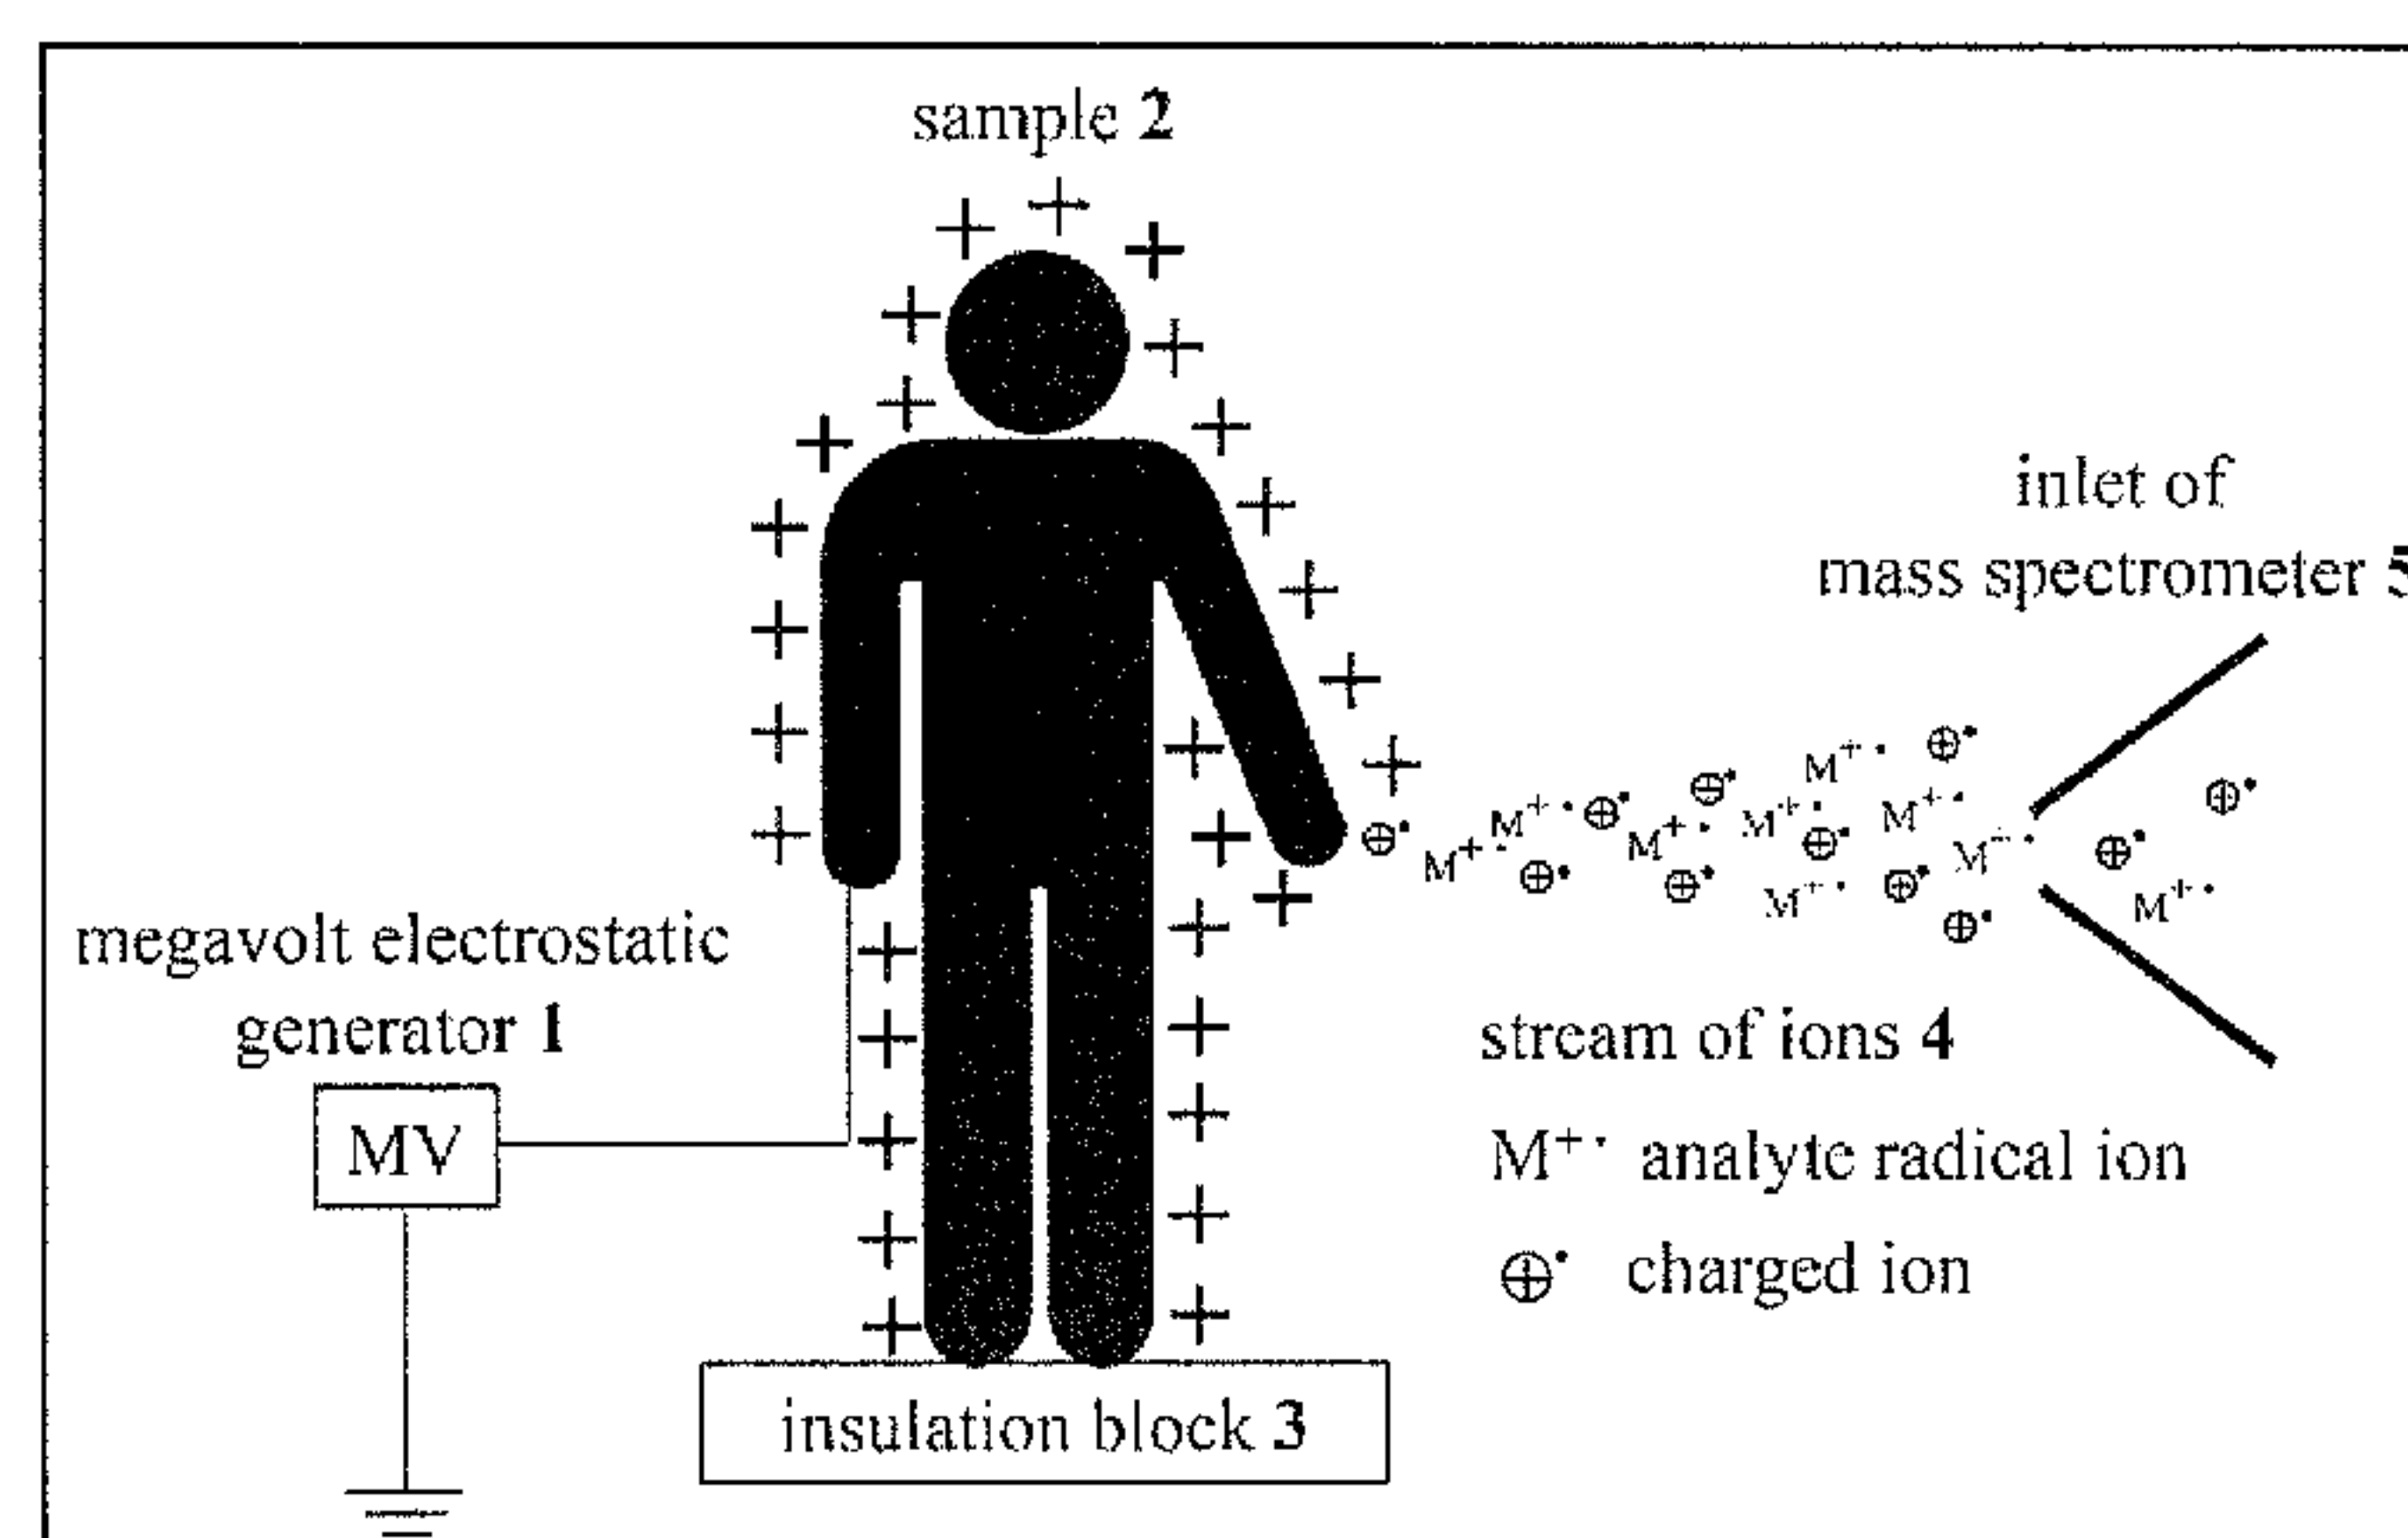 sample 2
inlet of
mass spectrometer 5
megavolt electrostatic
generator 1
MV
M+· M+· M+· M+· M+· M+· M+· M+· M+·
stream of ions 4
M+· analyte radical ion
⊕· charged ion
insulation block 3